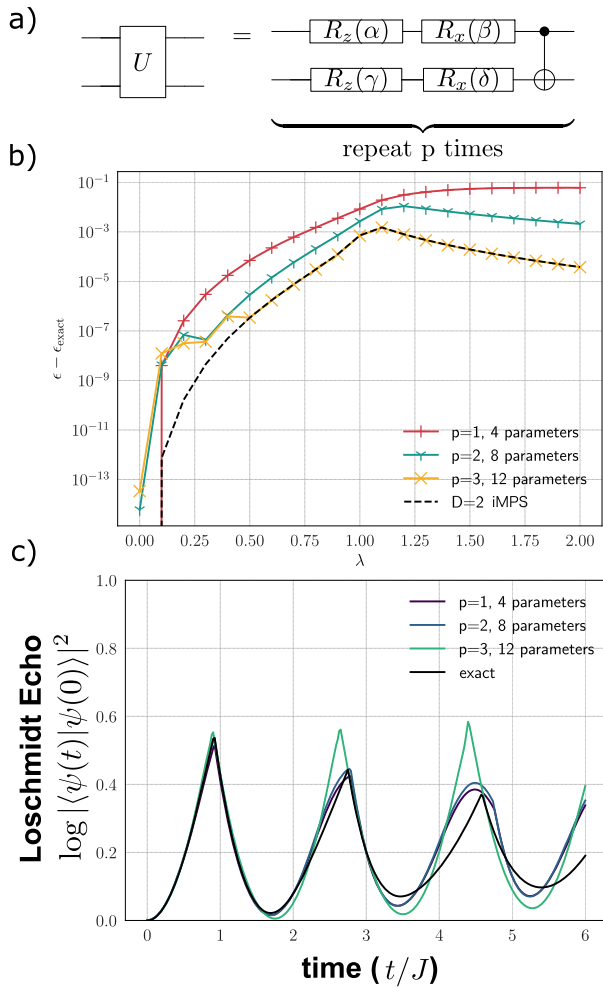 a)
U = R_z(α) R_x(β)
R_z(γ) R_x(δ)
repeat p times
b)
ϵ − ϵ_exact
10^−1
10^−3
10^−5
10^−7
10^−9
10^−11
10^−13
p=1, 4 parameters
p=2, 8 parameters
p=3, 12 parameters
D=2 iMPS
0.00 0.25 0.50 0.75 1.00 1.25 1.50 1.75 2.00
λ
c)
Loschmidt Echo
log |⟨ψ(t)|ψ(0)⟩|^2
1.0
0.8
0.6
0.4
0.2
0.0
p=1, 4 parameters
p=2, 8 parameters
p=3, 12 parameters
exact
0 1 2 3 4 5 6
time ( t/J)